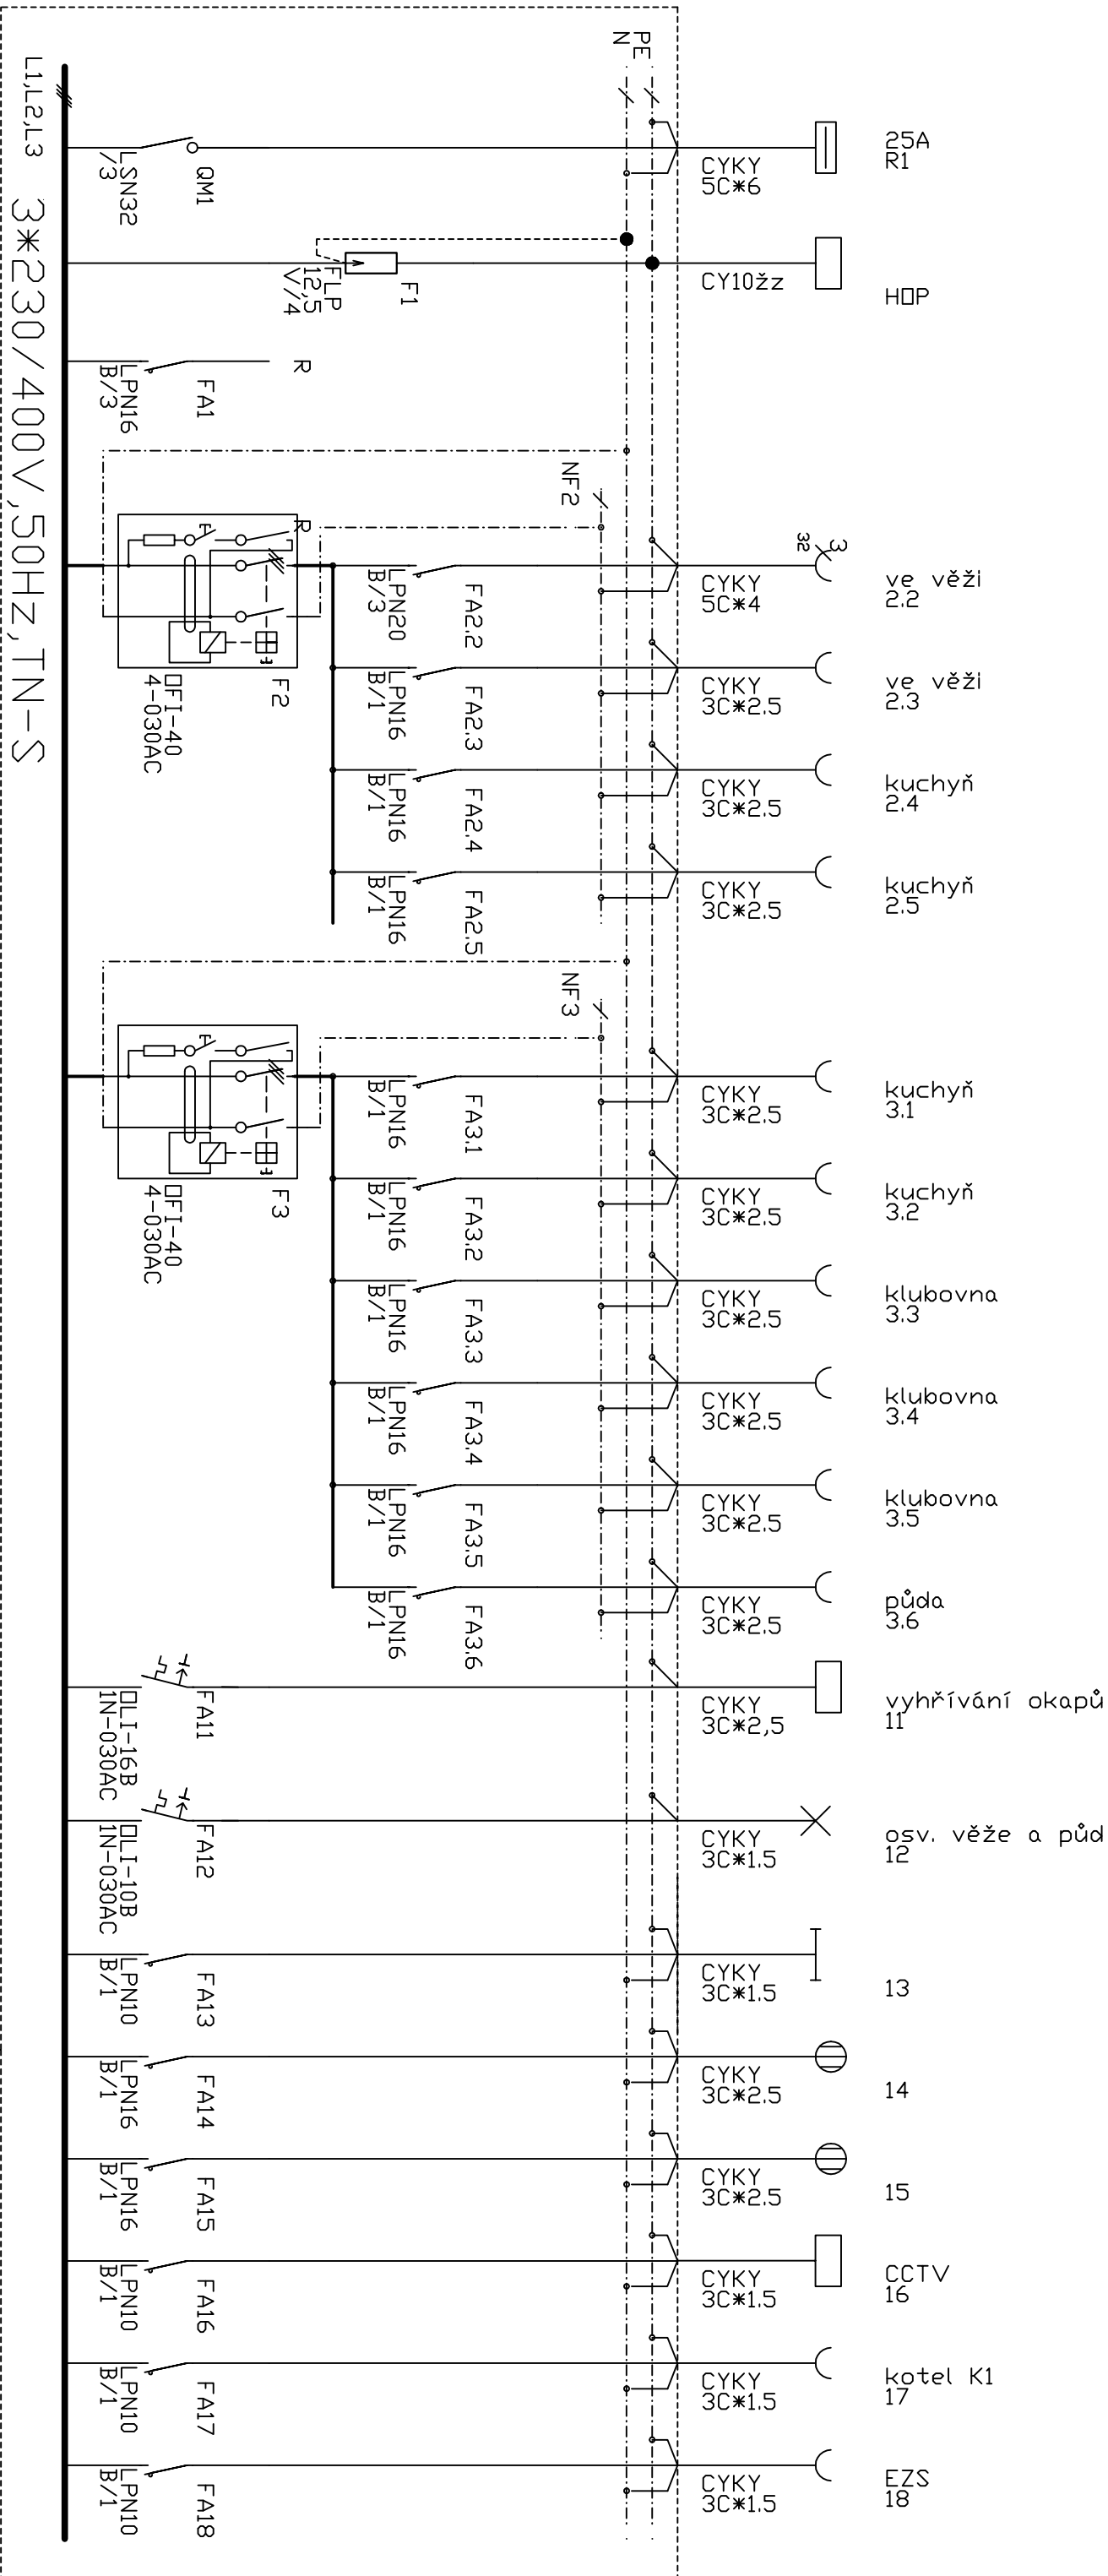 PE
N
L1,L2,L3
3*230/400V,50Hz,TN-S
25A
R1
CYKY
5C*6
QM1
LSN32
/3
HOP
CY10žz
F1
FLP
12,5
V/4
R
FA1
LPN16
B/3
NF2
R
F2
OFI-40
4-030AC
3
32
ve věži
2.2
CYKY
5C*4
FA2.2
LPN20
B/3
ve věži
2.3
CYKY
3C*2.5
FA2.3
LPN16
B/1
kuchyň
2.4
CYKY
3C*2.5
FA2.4
LPN16
B/1
kuchyň
2.5
CYKY
3C*2.5
FA2.5
LPN16
B/1
NF3
F3
OFI-40
4-030AC
kuchyň
3.1
CYKY
3C*2.5
FA3.1
LPN16
B/1
kuchyň
3.2
CYKY
3C*2.5
FA3.2
LPN16
B/1
klubovna
3.3
CYKY
3C*2.5
FA3.3
LPN16
B/1
klubovna
3.4
CYKY
3C*2.5
FA3.4
LPN16
B/1
klubovna
3.5
CYKY
3C*2.5
FA3.5
LPN16
B/1
půda
3.6
CYKY
3C*2.5
FA3.6
LPN16
B/1
vyhřívání okapů
11
CYKY
3C*2,5
FA11
OLI-16B
1N-030AC
osv. věže a půd
12
CYKY
3C*1.5
FA12
OLI-10B
1N-030AC
13
CYKY
3C*1.5
FA13
LPN10
B/1
14
CYKY
3C*2.5
FA14
LPN16
B/1
15
CYKY
3C*2.5
FA15
LPN16
B/1
CCTV
16
CYKY
3C*1.5
FA16
LPN10
B/1
kotel K1
17
CYKY
3C*1.5
FA17
LPN10
B/1
EZS
18
CYKY
3C*1.5
FA18
LPN10
B/1